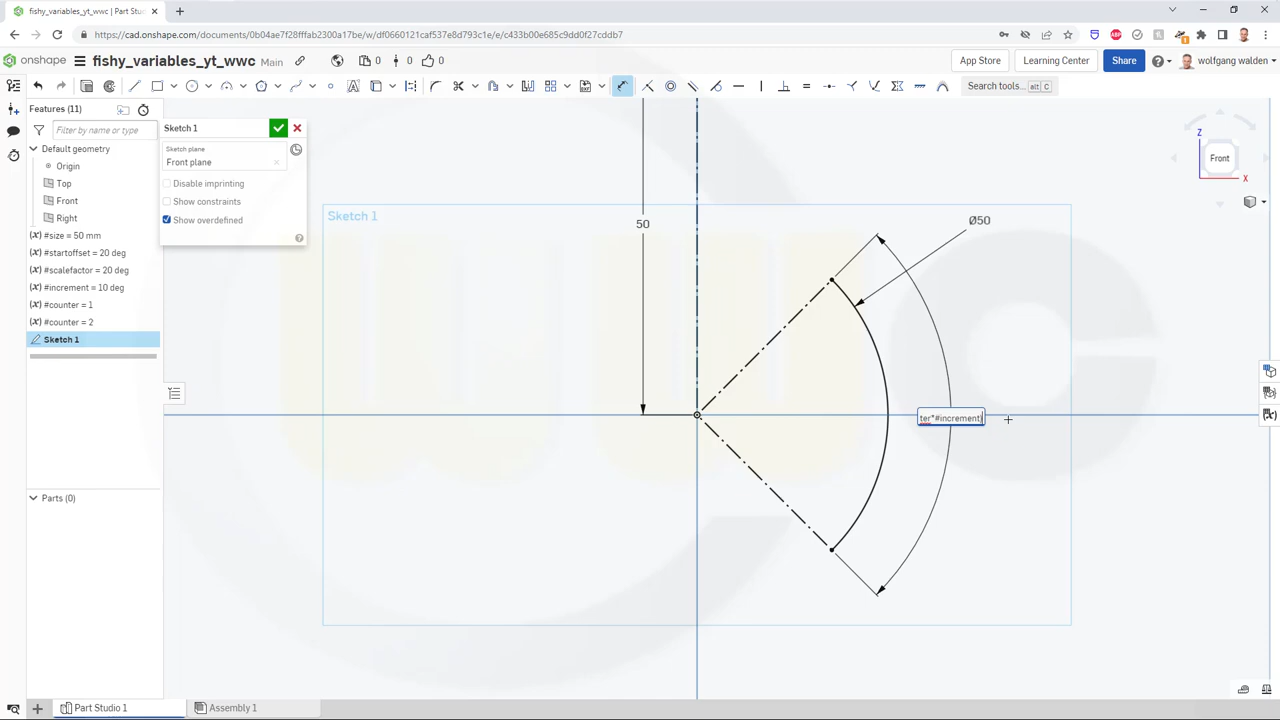 fishy_variables_yt_wwc | Part Studio 1
https://cad.onshape.com/documents/0b04ae7f28fffab2300a17be/w/df0660121caf537e8d793c1e/e/c433b00e685c9dd0f27cdcb7
onshape
fishy_variables_yt_wwc Main
0
0
0
App Store
Learning Center
Share
wolfgang walden
Search tools...
alt C
Features (11)
Filter by name or type
Default geometry
Origin
Top
Front
Right
(x) #size = 50 mm
(x) #startoffset = 20 deg
(x) #scalefactor = 20 deg
(x) #increment = 10 deg
(x) #counter = 1
(x) #counter = 2
Sketch 1
Parts (0)
Sketch 1
Sketch plane
Front plane
Disable imprinting
Show constraints
Show overdefined
Sketch 1
50
Ø50
ter*#increment)
Z
Front
X
Part Studio 1
Assembly 1